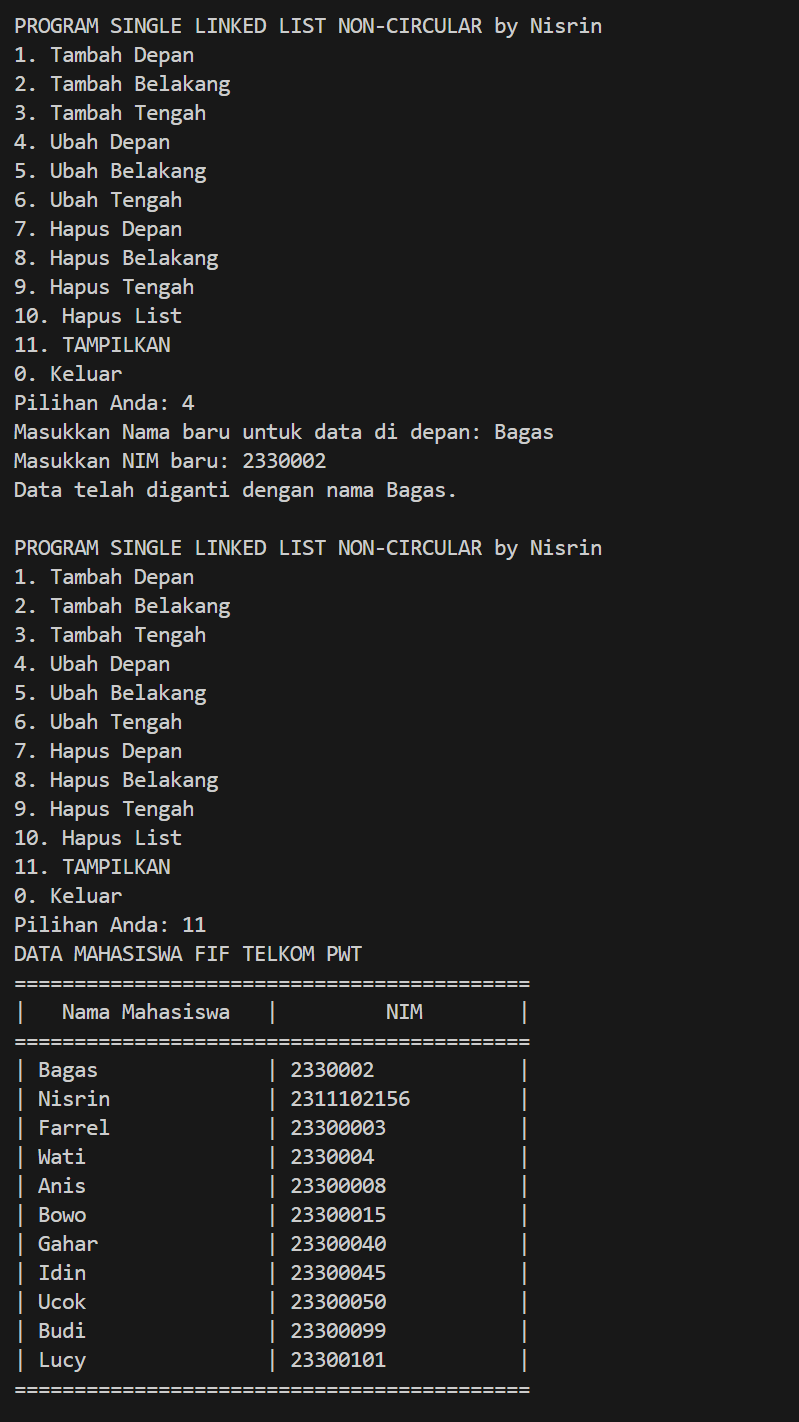 PROGRAM SINGLE LINKED LIST NON-CIRCULAR by Nisrin
1. Tambah Depan
2. Tambah Belakang
3. Tambah Tengah
4. Ubah Depan
5. Ubah Belakang
6. Ubah Tengah
7. Hapus Depan
8. Hapus Belakang
9. Hapus Tengah
10. Hapus List
11. TAMPILKAN
0. Keluar
Pilihan Anda: 4
Masukkan Nama baru untuk data di depan: Bagas
Masukkan NIM baru: 2330002
Data telah diganti dengan nama Bagas.

PROGRAM SINGLE LINKED LIST NON-CIRCULAR by Nisrin
1. Tambah Depan
2. Tambah Belakang
3. Tambah Tengah
4. Ubah Depan
5. Ubah Belakang
6. Ubah Tengah
7. Hapus Depan
8. Hapus Belakang
9. Hapus Tengah
10. Hapus List
11. TAMPILKAN
0. Keluar
Pilihan Anda: 11
DATA MAHASISWA FIF TELKOM PWT
===========================================
|   Nama Mahasiswa   |         NIM        |
===========================================
| Bagas              | 2330002            |
| Nisrin             | 2311102156         |
| Farrel             | 23300003           |
| Wati               | 2330004            |
| Anis               | 23300008           |
| Bowo               | 23300015           |
| Gahar              | 23300040           |
| Idin               | 23300045           |
| Ucok               | 23300050           |
| Budi               | 23300099           |
| Lucy               | 23300101           |
===========================================